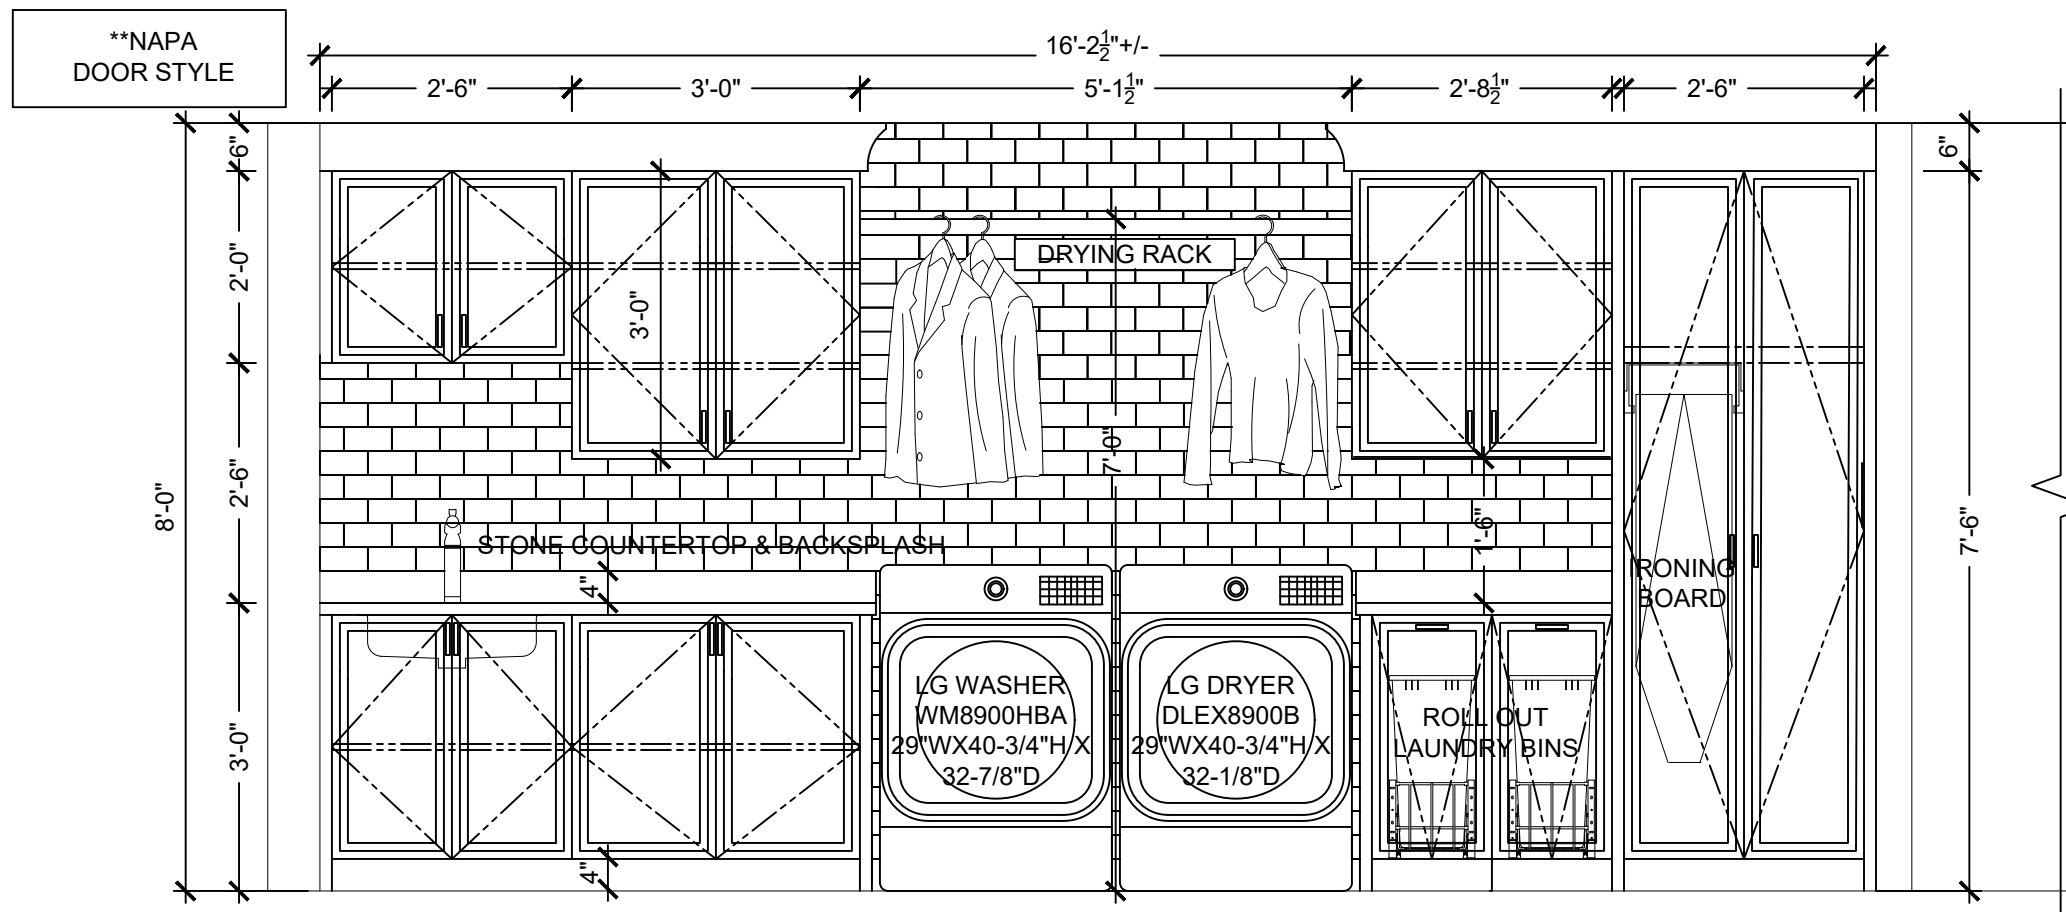 **NAPA
DOOR STYLE
16'-2½"+/-
2'-6"
3'-0"
5'-1½"
2'-8½"
2'-6"
6"
2'-0"
2'-6"
3'-0"
8'-0"
3'-0"
DRYING RACK
7'-0"
6"
7'-6"
1'-6"
STONE COUNTERTOP & BACKSPLASH
4"
4"
IRONING
BOARD
LG WASHER
WM8900HBA
29"WX40-3/4"H X
32-7/8"D
LG DRYER
DLEX8900B
29"WX40-3/4"H X
32-1/8"D
ROLL OUT
LAUNDRY BINS